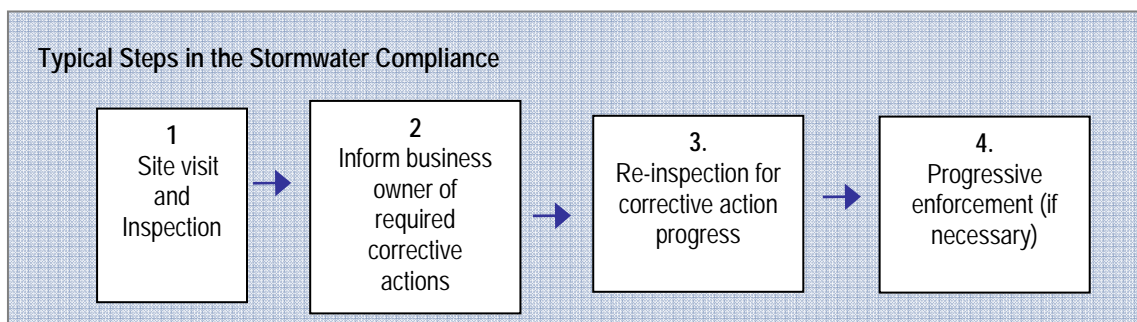 Typical Steps in the Stormwater Compliance
1
Site visit
and
Inspection
2
Inform business
owner of
required
corrective
actions
3.
Re-inspection for
corrective action
progress
4.
Progressive
enforcement (if
necessary)